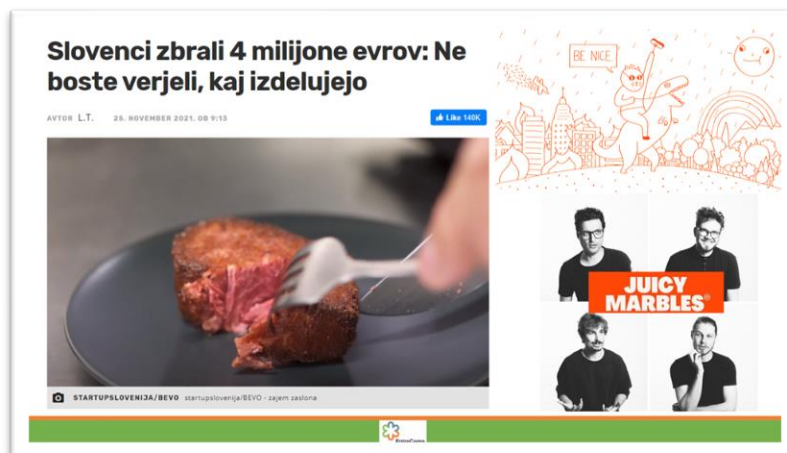 Slovenci zbrali 4 milijone evrov: Ne
boste verjeli, kaj izdelujejo
AVTOR L.T. 25. NOVEMBER 2021, OB 9:13
Like 140K
STARTUPSLOVENIJA/BEVO startupslovenija/BEVO - zajem zaslona
BE NICE.
JUICY
MARBLES®